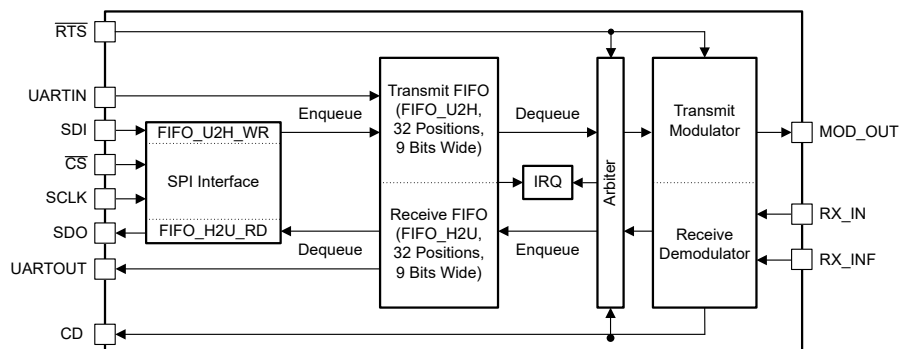 RTS
UARTIN
SDI
CS
SCLK
SDO
UARTOUT
CD
FIFO_U2H_WR
SPI Interface
FIFO_H2U_RD
Enqueue
Dequeue
Transmit FIFO
(FIFO_U2H,
32 Positions,
9 Bits Wide)
Receive FIFO
(FIFO_H2U,
32 Positions,
9 Bits Wide)
Dequeue
IRQ
Enqueue
Arbiter
Transmit
Modulator
Receive
Demodulator
MOD_OUT
RX_IN
RX_INF